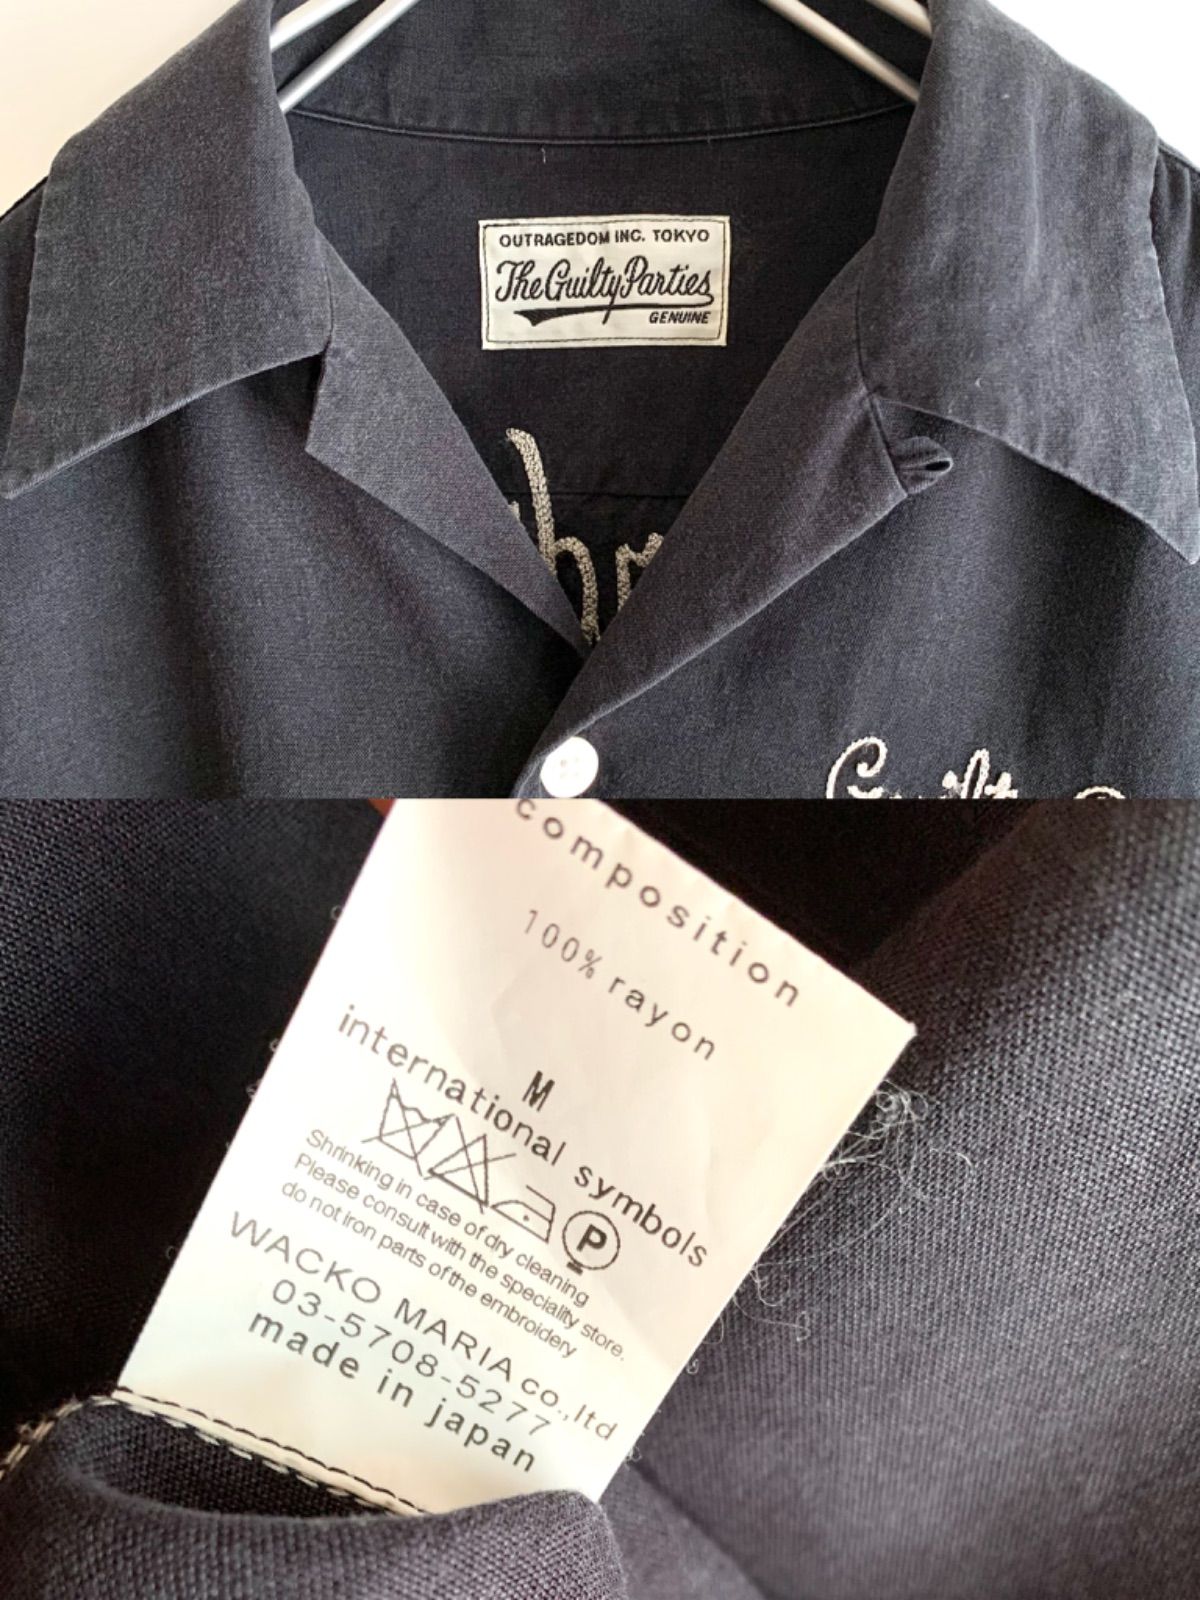 OUTRAGEDOM INC. TOKYO
The Guilty Parties
GENUINE
composition
100% rayon
M
international symbols
P
Shrinking in case of dry cleaning
Please consult with the speciality store.
do not iron parts of the embroidery
WACKO MARIA co.,ltd
03-5708-5277
made in japan